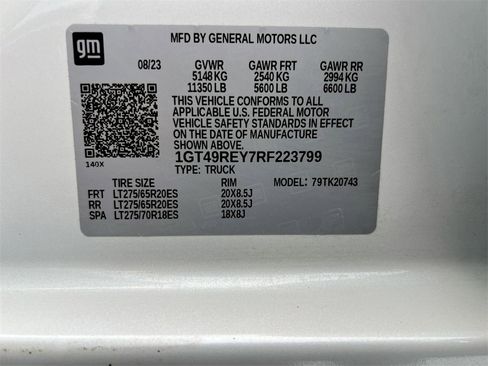 gm
MFD BY GENERAL MOTORS LLC
08/23 GVWR GAWR FRT GAWR RR
5148 KG 2540 KG 2994 KG
11350 LB 5600 LB 6600 LB
THIS VEHICLE CONFORMS TO ALL
APPLICABLE U.S. FEDERAL MOTOR
VEHICLE SAFETY STANDARDS IN EFFECT
ON THE DATE OF MANUFACTURE
SHOWN ABOVE.
140X
1GT49REY7RF223799
TYPE: TRUCK
TIRE SIZE RIM MODEL: 79TK20743
FRT LT275/65R20ES 20X8.5J
RR LT275/65R20ES 20X8.5J
SPA LT275/70R18ES 18X8J